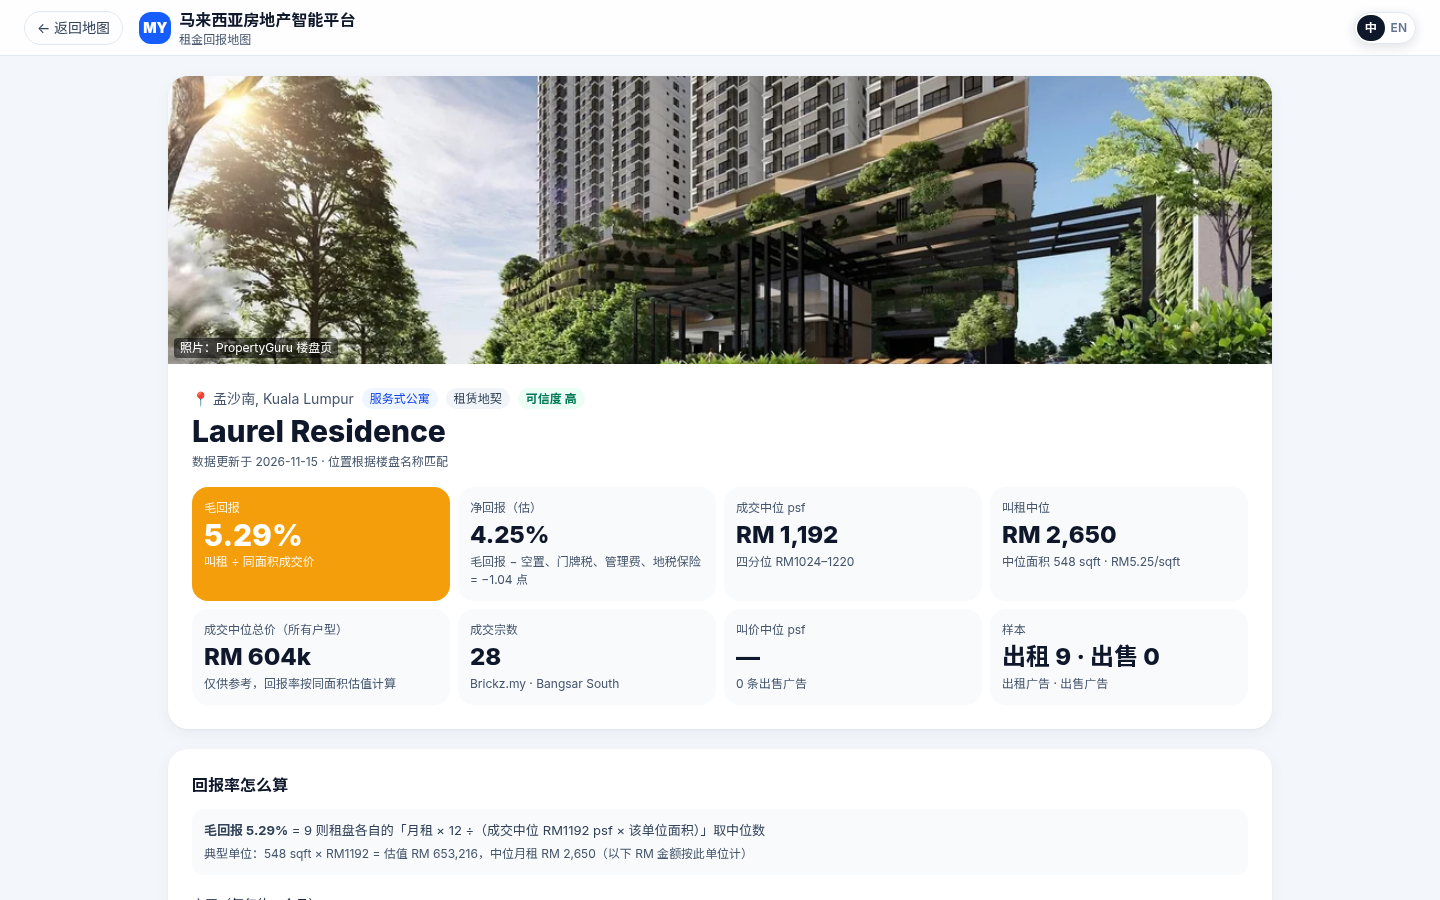 ← 返回地图
MY
马来西亚房地产智能平台
租金回报地图
中 EN
照片：PropertyGuru 楼盘页
孟沙南, Kuala Lumpur 服务式公寓 租赁地契 可信度 高
Laurel Residence
数据更新于 2026-11-15 · 位置根据楼盘名称匹配
毛回报
5.29%
叫租 ÷ 同面积成交价
净回报（估）
4.25%
毛回报 − 空置、门牌税、管理费、地税保险
= −1.04 点
成交中位 psf
RM 1,192
四分位 RM1024–1220
叫租中位
RM 2,650
中位面积 548 sqft · RM5.25/sqft
成交中位总价（所有户型）
RM 604k
仅供参考，回报率按同面积估值计算
成交宗数
28
Brickz.my · Bangsar South
叫价中位 psf
—
0 条出售广告
样本
出租 9 · 出售 0
出租广告 · 出售广告
回报率怎么算
毛回报 5.29% = 9 则租盘各自的「月租 × 12 ÷（成交中位 RM1192 psf × 该单位面积）」取中位数
典型单位：548 sqft × RM1192 = 估值 RM 653,216，中位月租 RM 2,650（以下 RM 金额按此单位计）